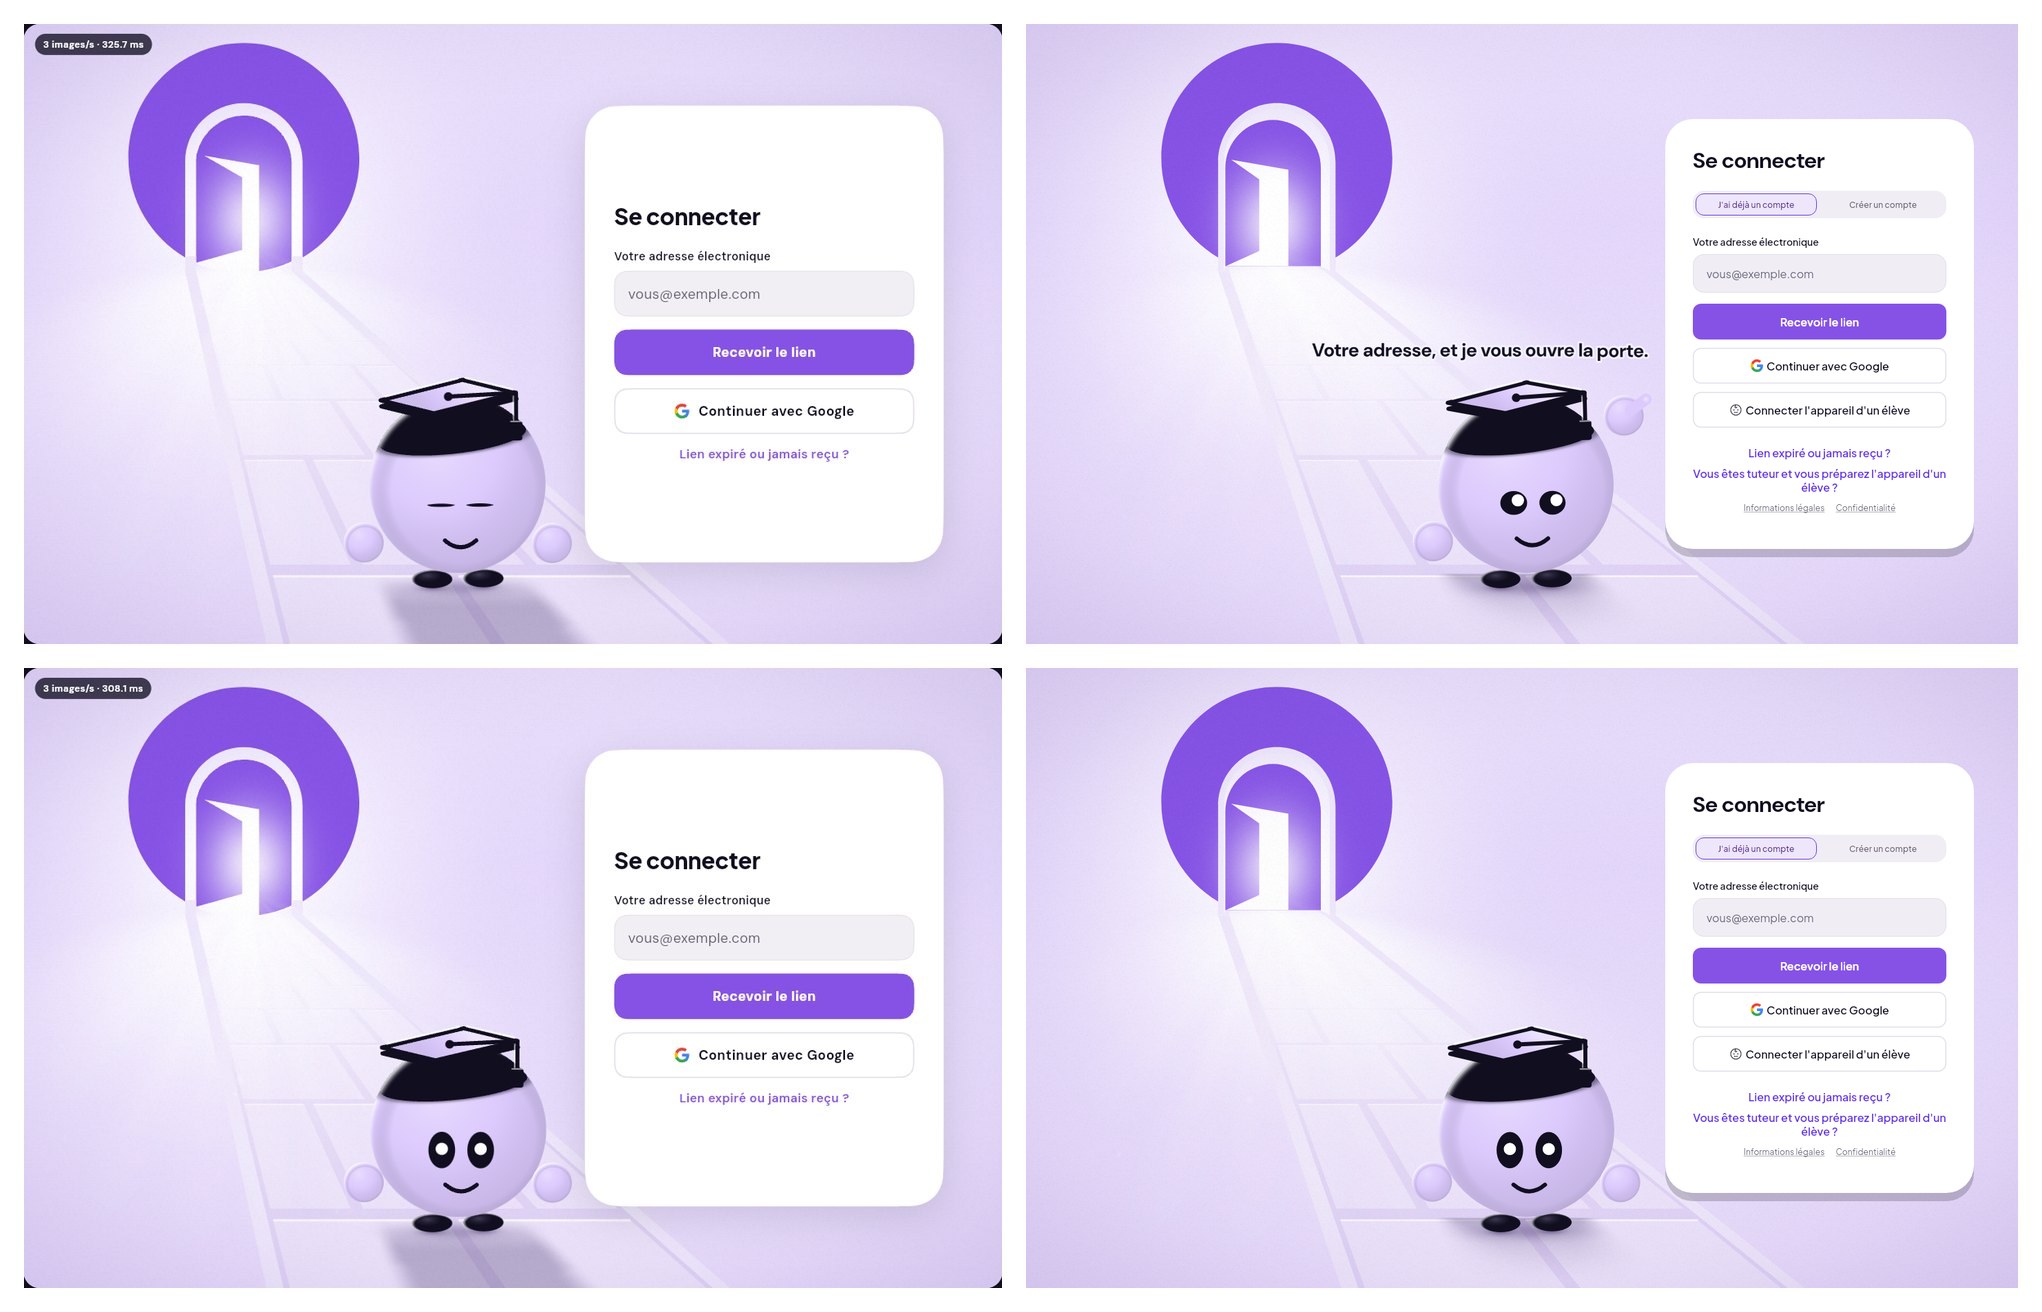 3 images/s · 325.7 ms
Se connecter
Votre adresse électronique
vous@exemple.com
Recevoir le lien
Continuer avec Google
Lien expiré ou jamais reçu ?
Votre adresse, et je vous ouvre la porte.
Se connecter
J'ai déjà un compte
Créer un compte
Votre adresse électronique
vous@exemple.com
Recevoir le lien
Continuer avec Google
Connecter l'appareil d'un élève
Lien expiré ou jamais reçu ?
Vous êtes tuteur et vous préparez l'appareil d'un
élève ?
Informations légales
Confidentialité
3 images/s · 308.1 ms
Se connecter
Votre adresse électronique
vous@exemple.com
Recevoir le lien
Continuer avec Google
Lien expiré ou jamais reçu ?
Se connecter
J'ai déjà un compte
Créer un compte
Votre adresse électronique
vous@exemple.com
Recevoir le lien
Continuer avec Google
Connecter l'appareil d'un élève
Lien expiré ou jamais reçu ?
Vous êtes tuteur et vous préparez l'appareil d'un
élève ?
Informations légales
Confidentialité